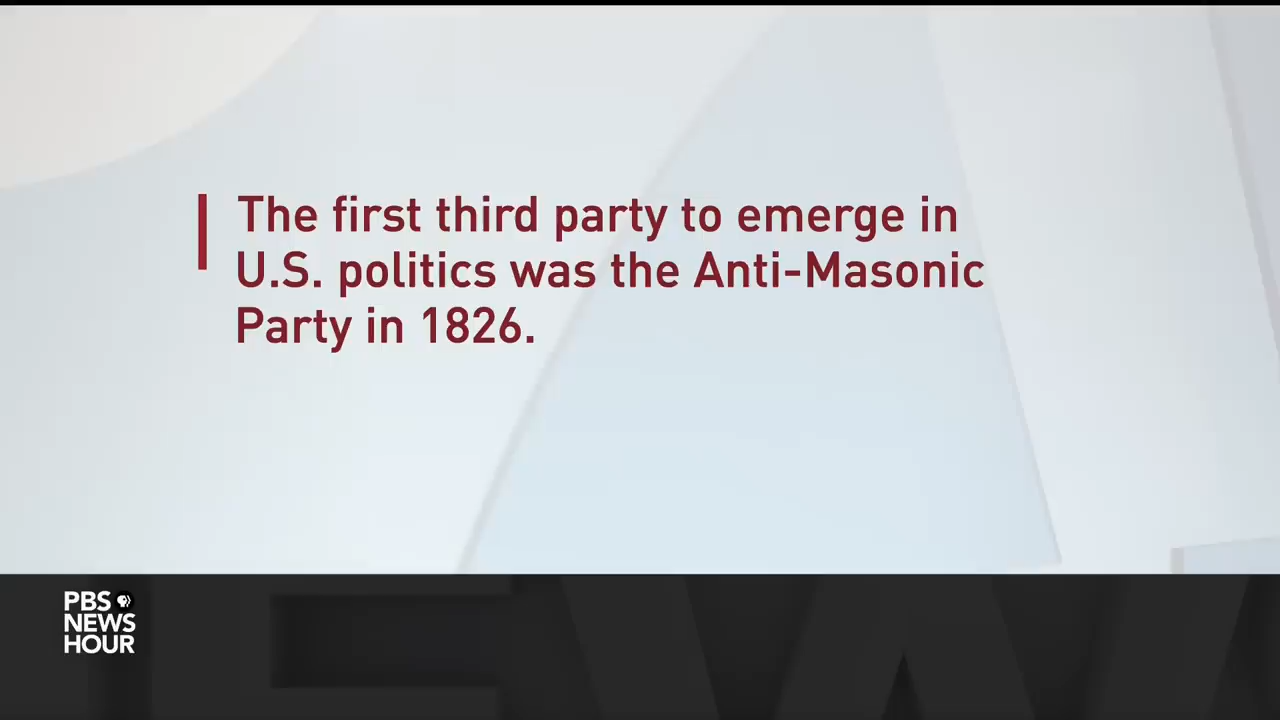 The first third party to emerge in
U.S. politics was the Anti-Masonic
Party in 1826.
PBS
NEWS
HOUR